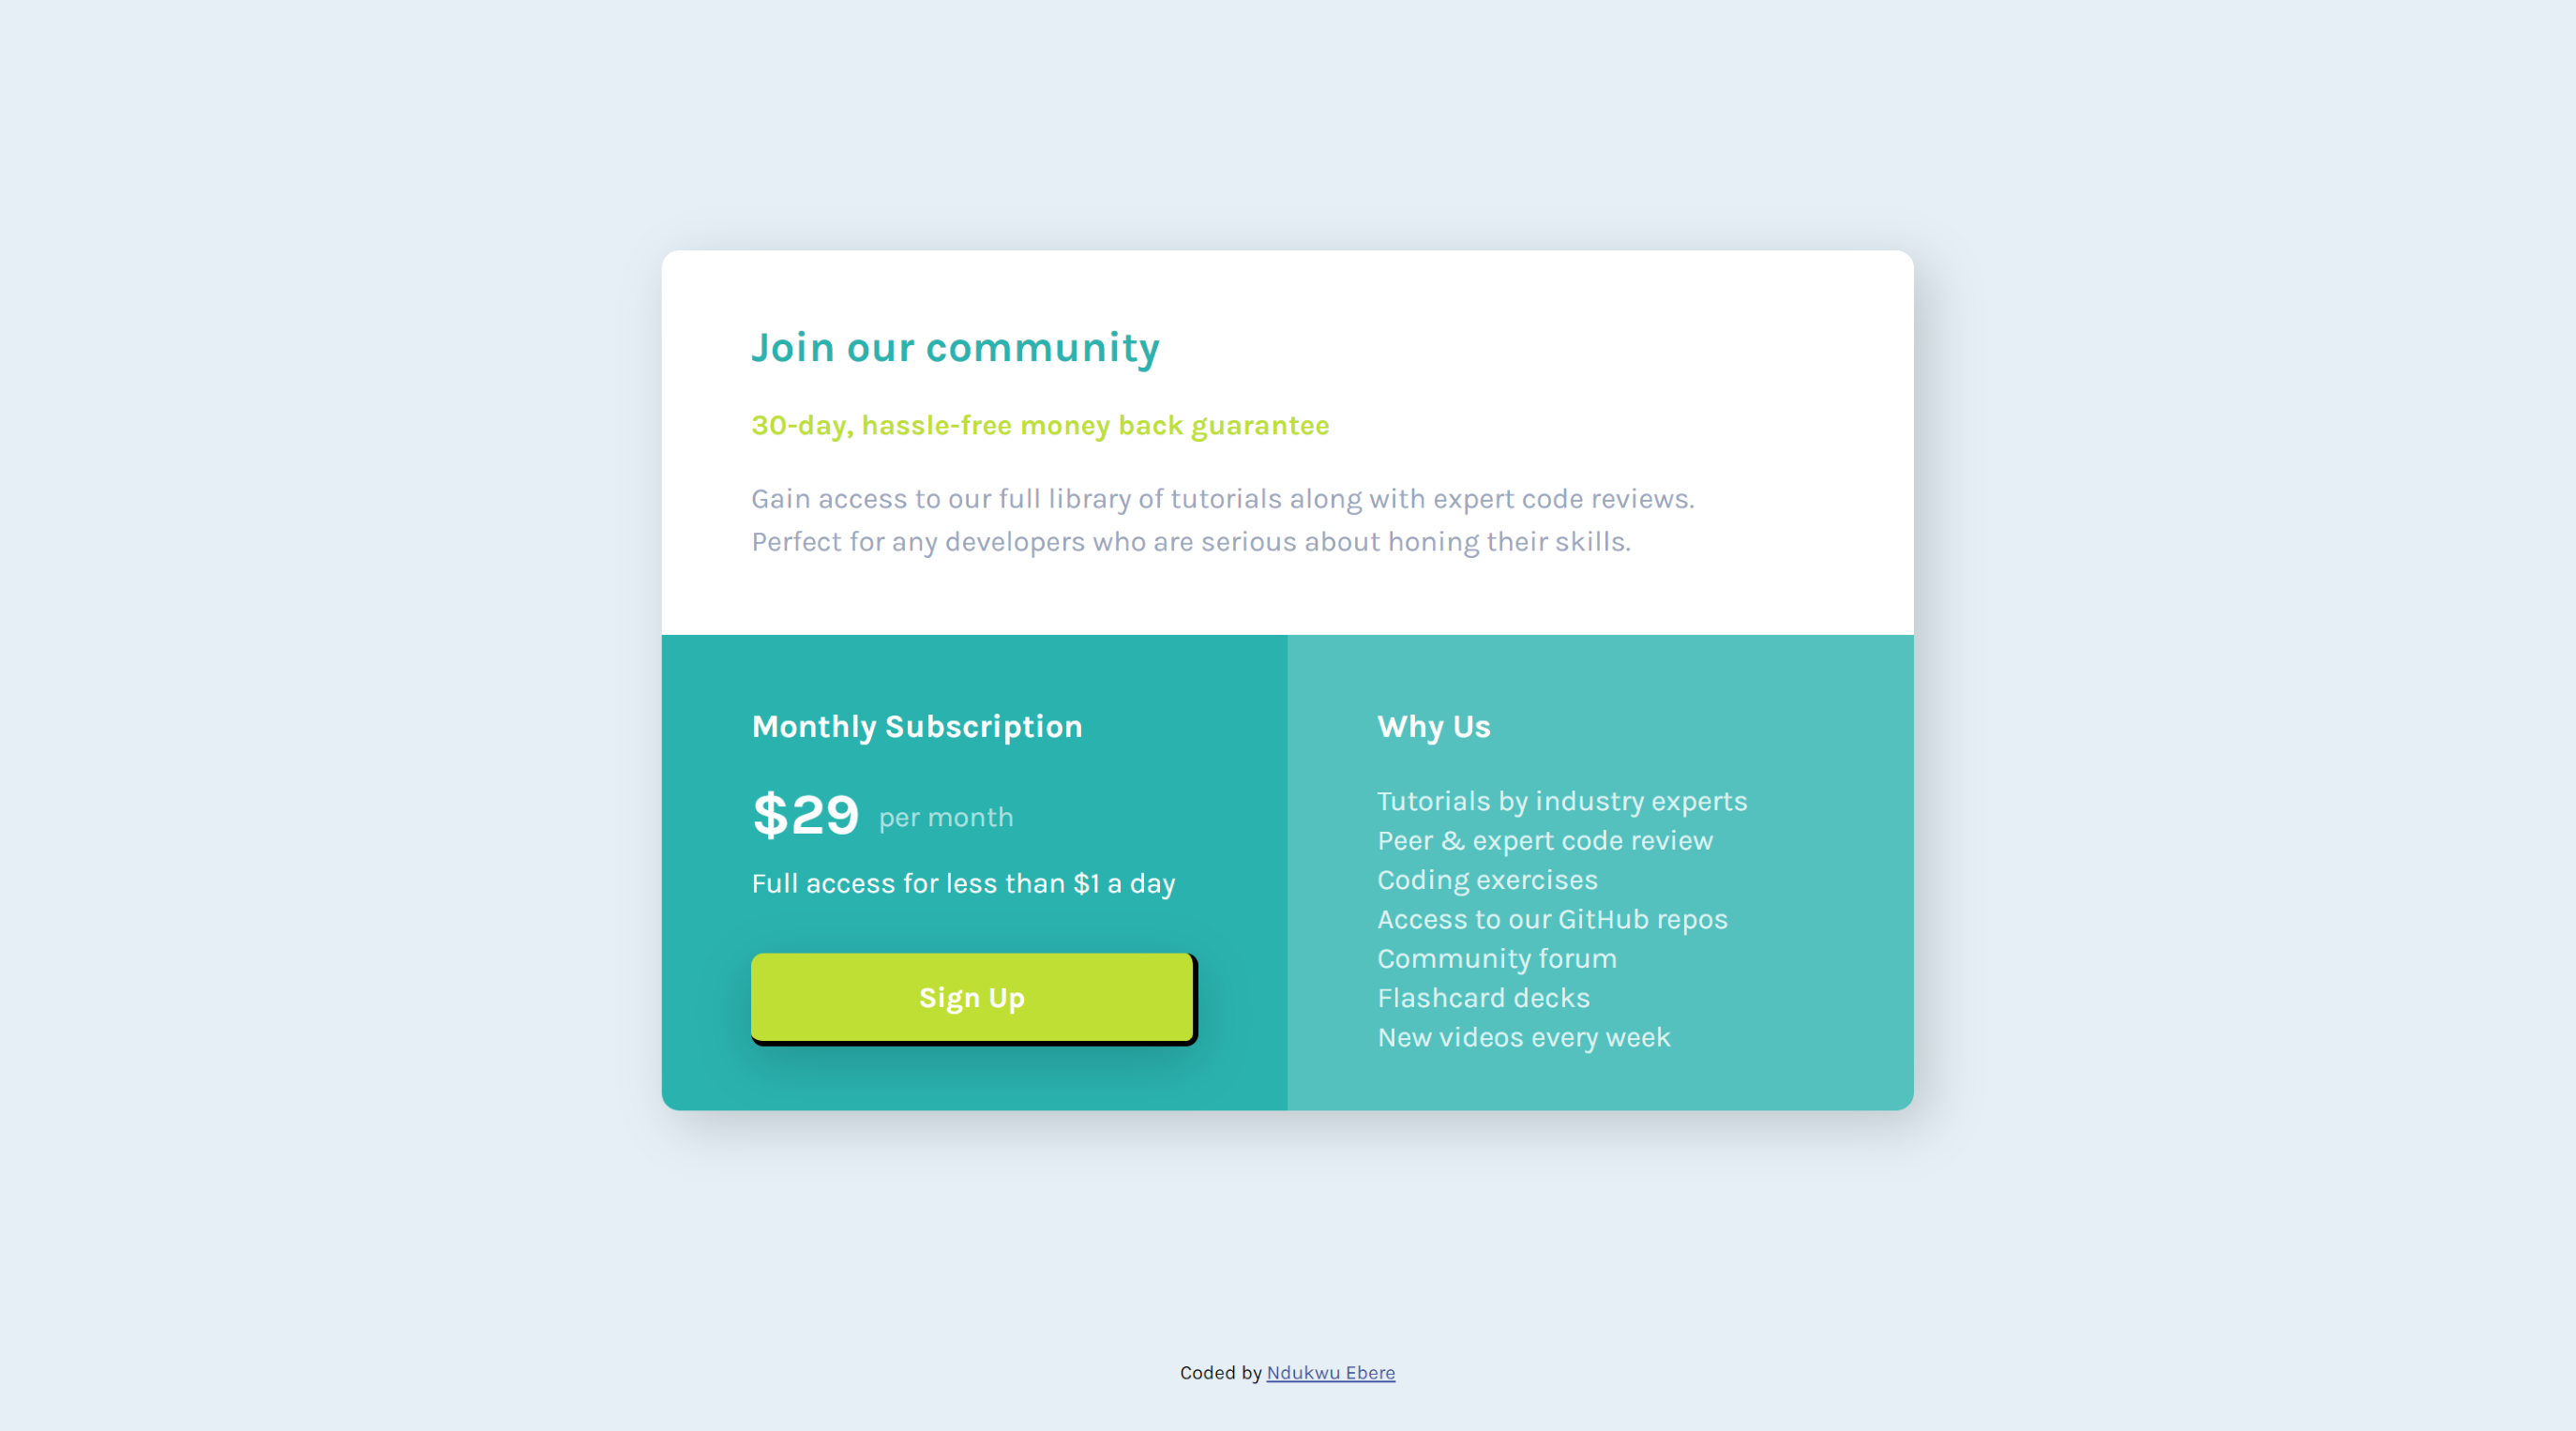 Join our community
30-day, hassle-free money back guarantee
Gain access to our full library of tutorials along with expert code reviews.
Perfect for any developers who are serious about honing their skills.
Monthly Subscription
$29 per month
Full access for less than $1 a day
Sign Up
Why Us
Tutorials by industry experts
Peer & expert code review
Coding exercises
Access to our GitHub repos
Community forum
Flashcard decks
New videos every week
Coded by Ndukwu Ebere